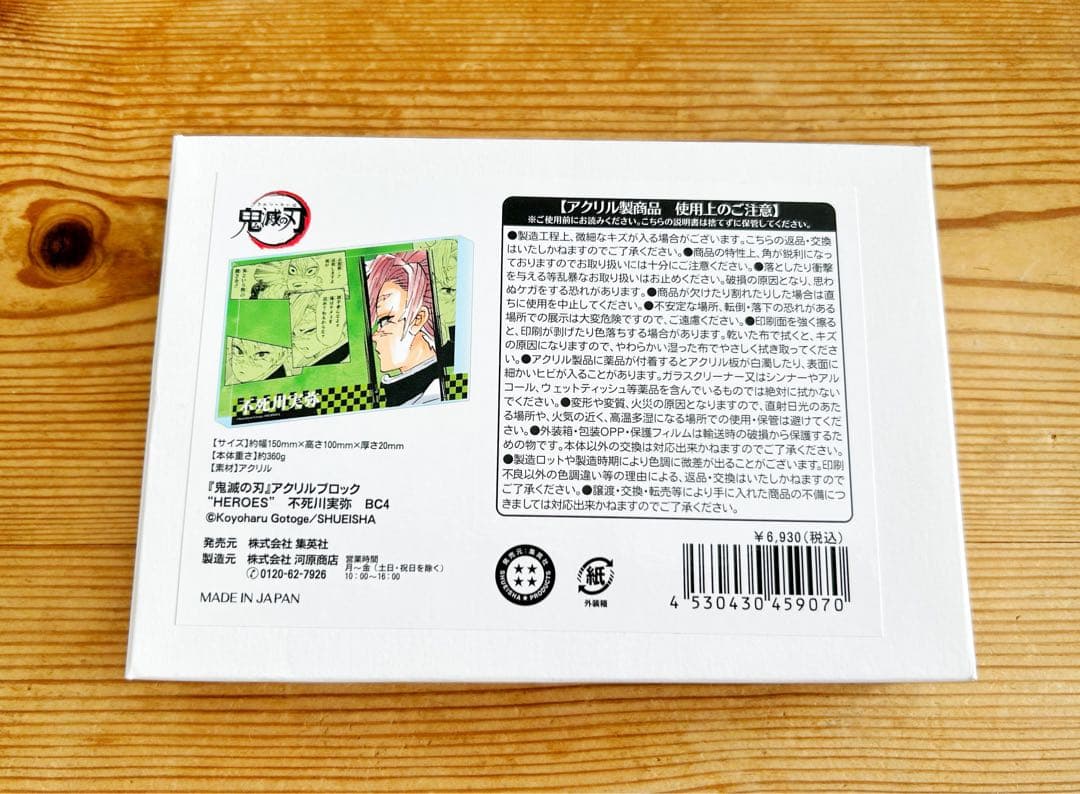 鬼滅の刃
不死川実弥
【サイズ】約幅150mm×高さ100mm×厚さ20mm
【本体重さ】約360g
【素材】アクリル
『鬼滅の刃』アクリルブロック
“HEROES” 不死川実弥 BC4
©Koyoharu Gotoge/SHUEISHA
発売元 株式会社 集英社
製造元 株式会社 河原商店
0120-62-7926
営業時間
月〜金（土日・祝日を除く）
10：00〜16：00
MADE IN JAPAN
【アクリル製商品 使用上のご注意】
※ご使用前にお読みください。こちらの説明書は捨てずに保管してください。
●製造工程上、微細なキズが入る場合がございます。こちらの返品・交換
はいたしかねますのでご了承ください。●商品の特性上、角が鋭利になっ
ておりますのでお取り扱いには十分にご注意ください。●落としたり衝撃
を与える等乱暴なお取り扱いはお止めください。破損の原因となり、思わ
ぬケガをする恐れがあります。●商品が欠けたり割れたりした場合は直
ちに使用を中止してください。●不安定な場所、転倒・落下の恐れがある
場所での展示は大変危険ですので、ご遠慮ください。●印刷面を強く擦る
と、印刷が剥げたり色落ちする場合があります。乾いた布で拭くと、キズ
の原因になりますので、やわらかい湿った布でやさしく拭き取ってくださ
い。●アクリル製品に薬品が付着するとアクリル板が白濁したり、表面に
細かいヒビが入ることがあります。ガラスクリーナー又はシンナーやアル
コール、ウェットティッシュ等薬品を含んでいるものでは絶対に拭かない
でください。●変形や変質、火災の原因となりますので、直射日光のあた
る場所や、火気の近く、高温多湿になる場所での使用・保管は避けてくだ
さい。●外装箱・包装OPP・保護フィルムは輸送時の破損から保護するた
めの物です。本体以外の交換は対応出来かねますのでご了承ください。
●製造ロットや製造時期により色調に微差が出ることがございます。印刷
不良以外の色調違い等の理由による、返品・交換はいたしかねますので
ご了承ください。●譲渡・交換・転売等により手に入れた商品の不備につ
きましては対応出来かねますのでご了承ください。
￥6,930（税込）
発売元：集英社
SHUEISHA★PRODUCTS
紙
外装箱
4 530430 459070